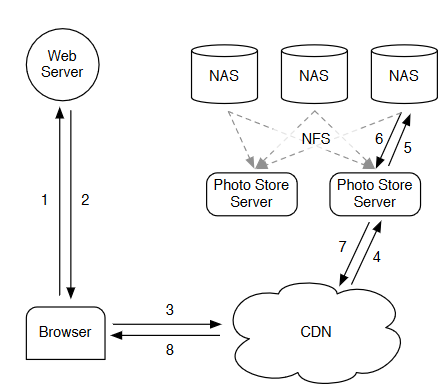 Web
Server
NAS
NAS
NAS
NFS
6
5
Photo Store
Server
Photo Store
Server
1
2
7
4
3
Browser
CDN
8